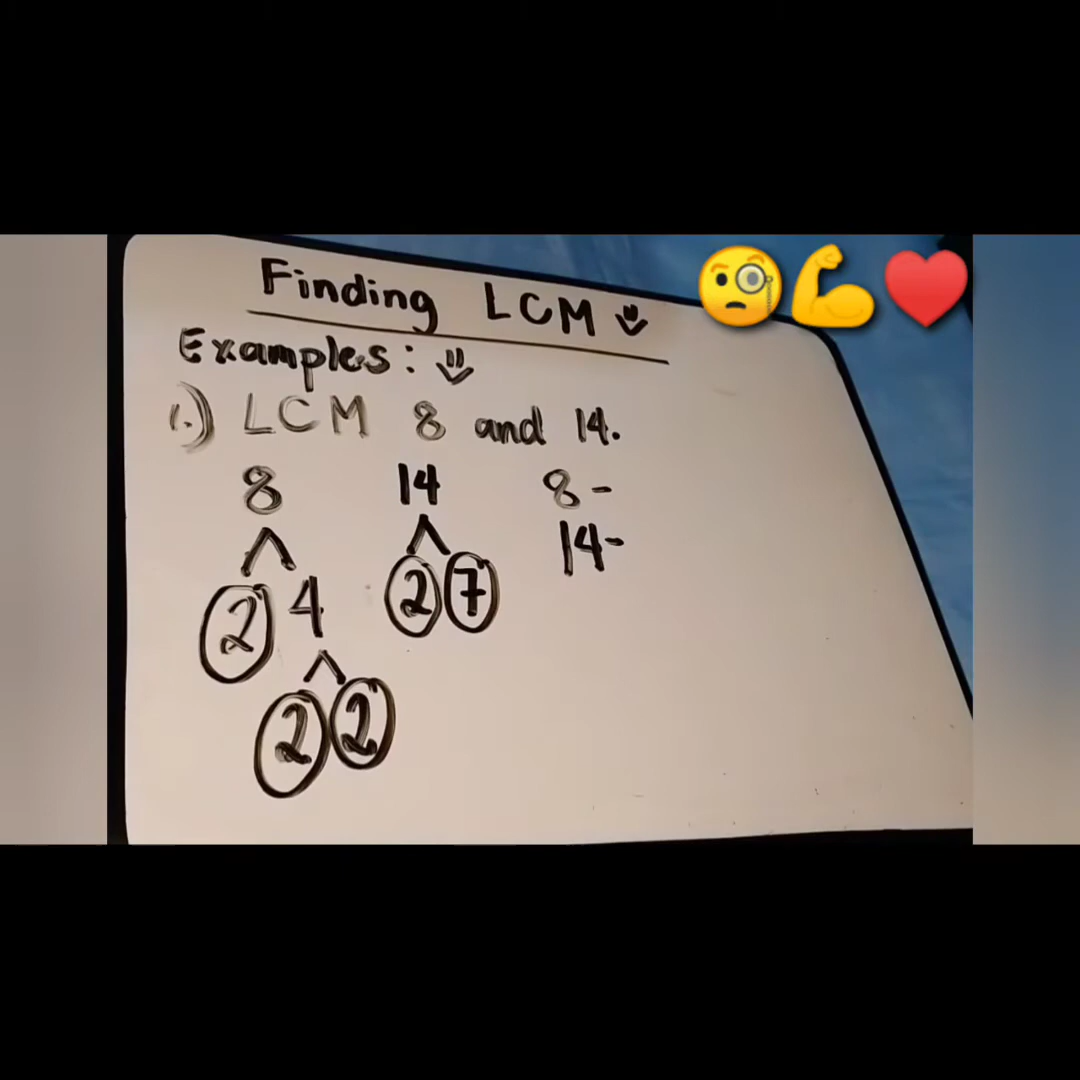 Finding LCM
Examples:
1.) LCM 8 and 14.
8 14 8-
14-
2 4 2 7
2 2